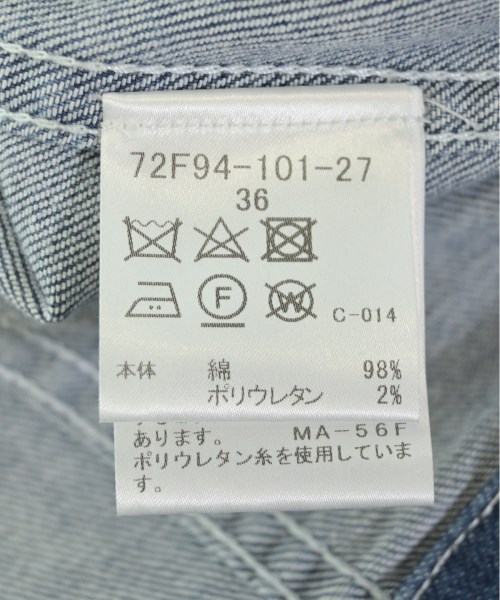 72F94-101-27
36
F W
C-014
本体 綿 98%
ポリウレタン 2%
あります。 MA-56F
ポリウレタン糸を使用していま
す。